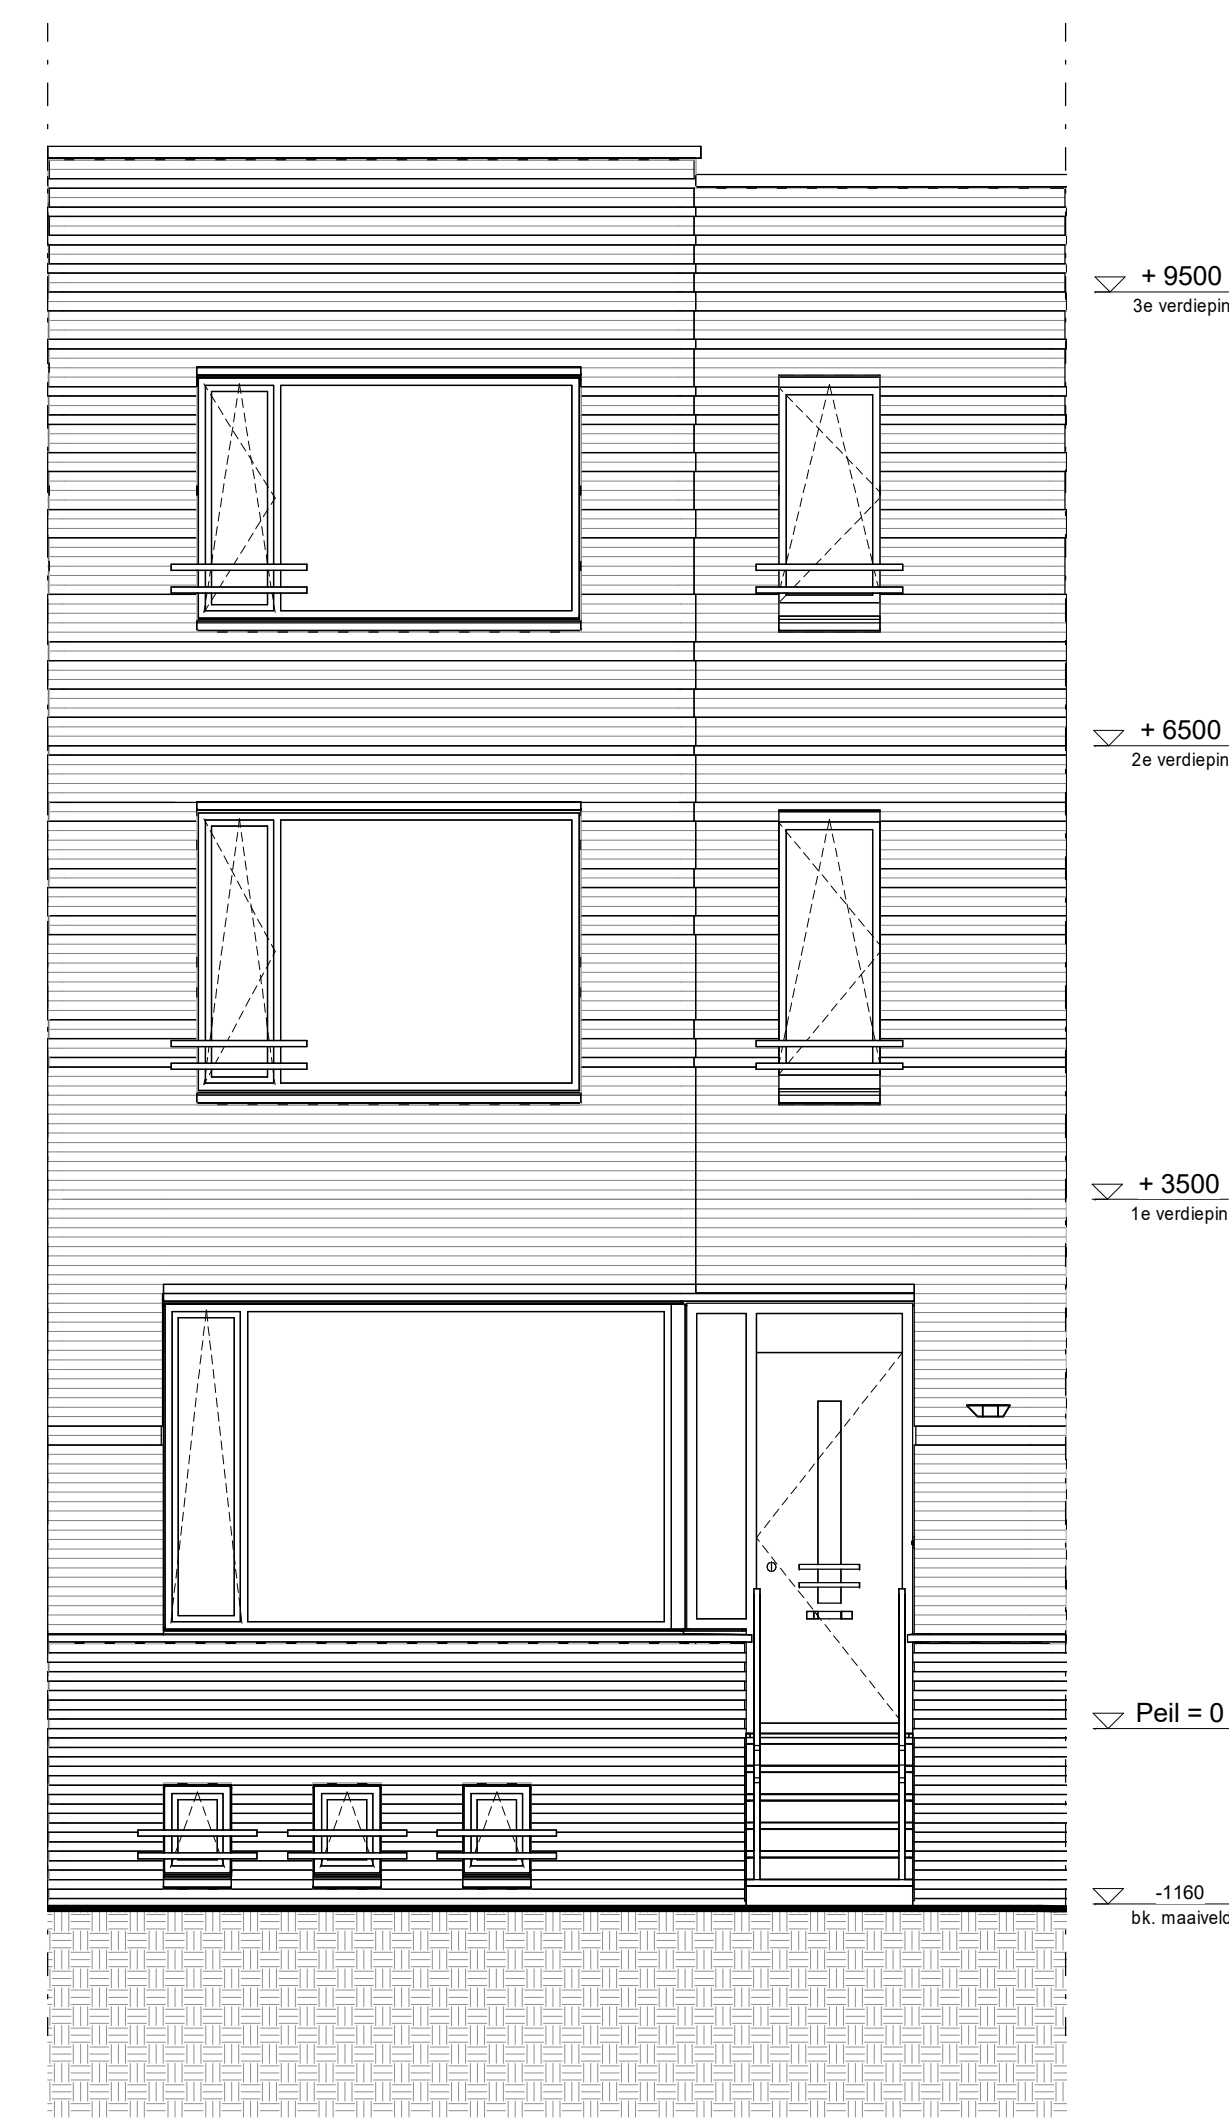 + 9500
3e verdiepin
+ 6500
2e verdiepin
+ 3500
1e verdiepin
Peil = 0
-1160
bk. maaiveld